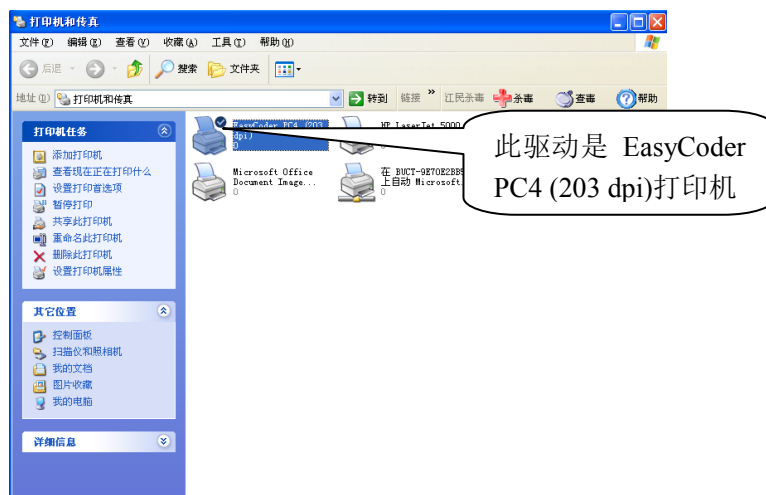 打印机和传真
文件(F) 编辑(E) 查看(V) 收藏(A) 工具(T) 帮助(H)
后退 搜索 文件夹
地址(D) 打印机和传真 转到 链接 » 江民杀毒 杀毒 查毒 帮助
打印机任务
添加打印机
查看现在正在打印什么
设置打印首选项
暂停打印
共享此打印机
重命名此打印机
删除此打印机
设置打印机属性
其它位置
控制面板
扫描仪和照相机
我的文档
图片收藏
我的电脑
详细信息
EasyCoder PC4 (203
dpi)
0
HP LaserJet 5000
0
Microsoft Office
Document Image...
0
在 BUCT-9E70E2BB9
上自动 Microsoft
0
此驱动是 EasyCoder
PC4 (203 dpi)打印机